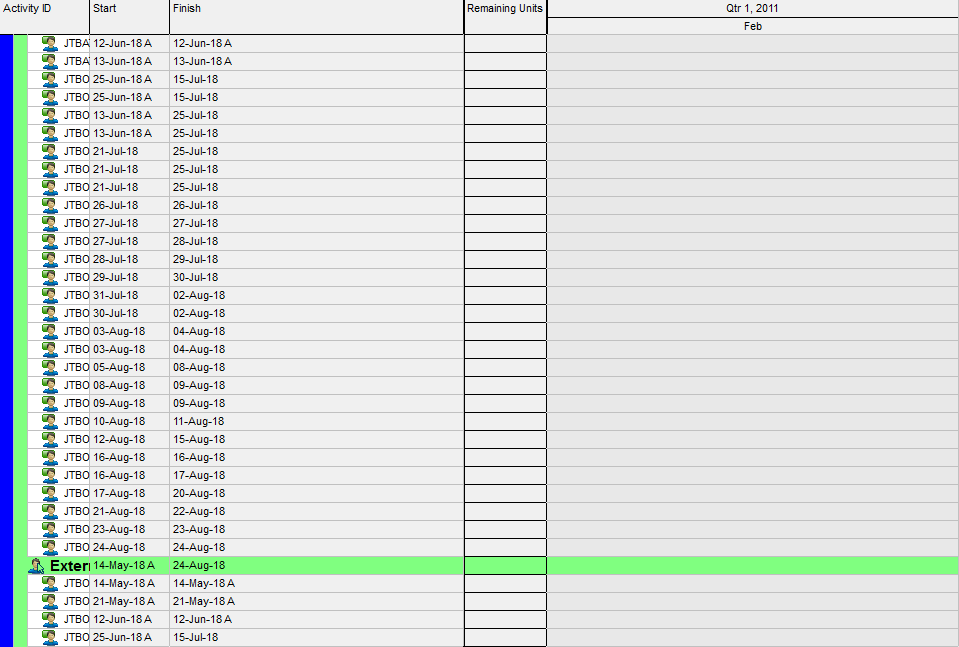 Activity ID Start Finish Remaining Units Qtr 1, 2011
Feb
JTBA 12-Jun-18 A 12-Jun-18 A
JTBA 13-Jun-18 A 13-Jun-18 A
JTBO 25-Jun-18 A 15-Jul-18
JTBO 25-Jun-18 A 15-Jul-18
JTBO 13-Jun-18 A 25-Jul-18
JTBO 13-Jun-18 A 25-Jul-18
JTBO 21-Jul-18 25-Jul-18
JTBO 21-Jul-18 25-Jul-18
JTBO 21-Jul-18 25-Jul-18
JTBO 26-Jul-18 26-Jul-18
JTBO 27-Jul-18 27-Jul-18
JTBO 27-Jul-18 28-Jul-18
JTBO 28-Jul-18 29-Jul-18
JTBO 29-Jul-18 30-Jul-18
JTBO 31-Jul-18 02-Aug-18
JTBO 30-Jul-18 02-Aug-18
JTBO 03-Aug-18 04-Aug-18
JTBO 03-Aug-18 04-Aug-18
JTBO 05-Aug-18 08-Aug-18
JTBO 08-Aug-18 09-Aug-18
JTBO 09-Aug-18 09-Aug-18
JTBO 10-Aug-18 11-Aug-18
JTBO 12-Aug-18 15-Aug-18
JTBO 16-Aug-18 16-Aug-18
JTBO 16-Aug-18 17-Aug-18
JTBO 17-Aug-18 20-Aug-18
JTBO 21-Aug-18 22-Aug-18
JTBO 23-Aug-18 23-Aug-18
JTBO 24-Aug-18 24-Aug-18
Exter 14-May-18 A 24-Aug-18
JTBO 14-May-18 A 14-May-18 A
JTBO 21-May-18 A 21-May-18 A
JTBO 12-Jun-18 A 12-Jun-18 A
JTBO 25-Jun-18 A 15-Jul-18